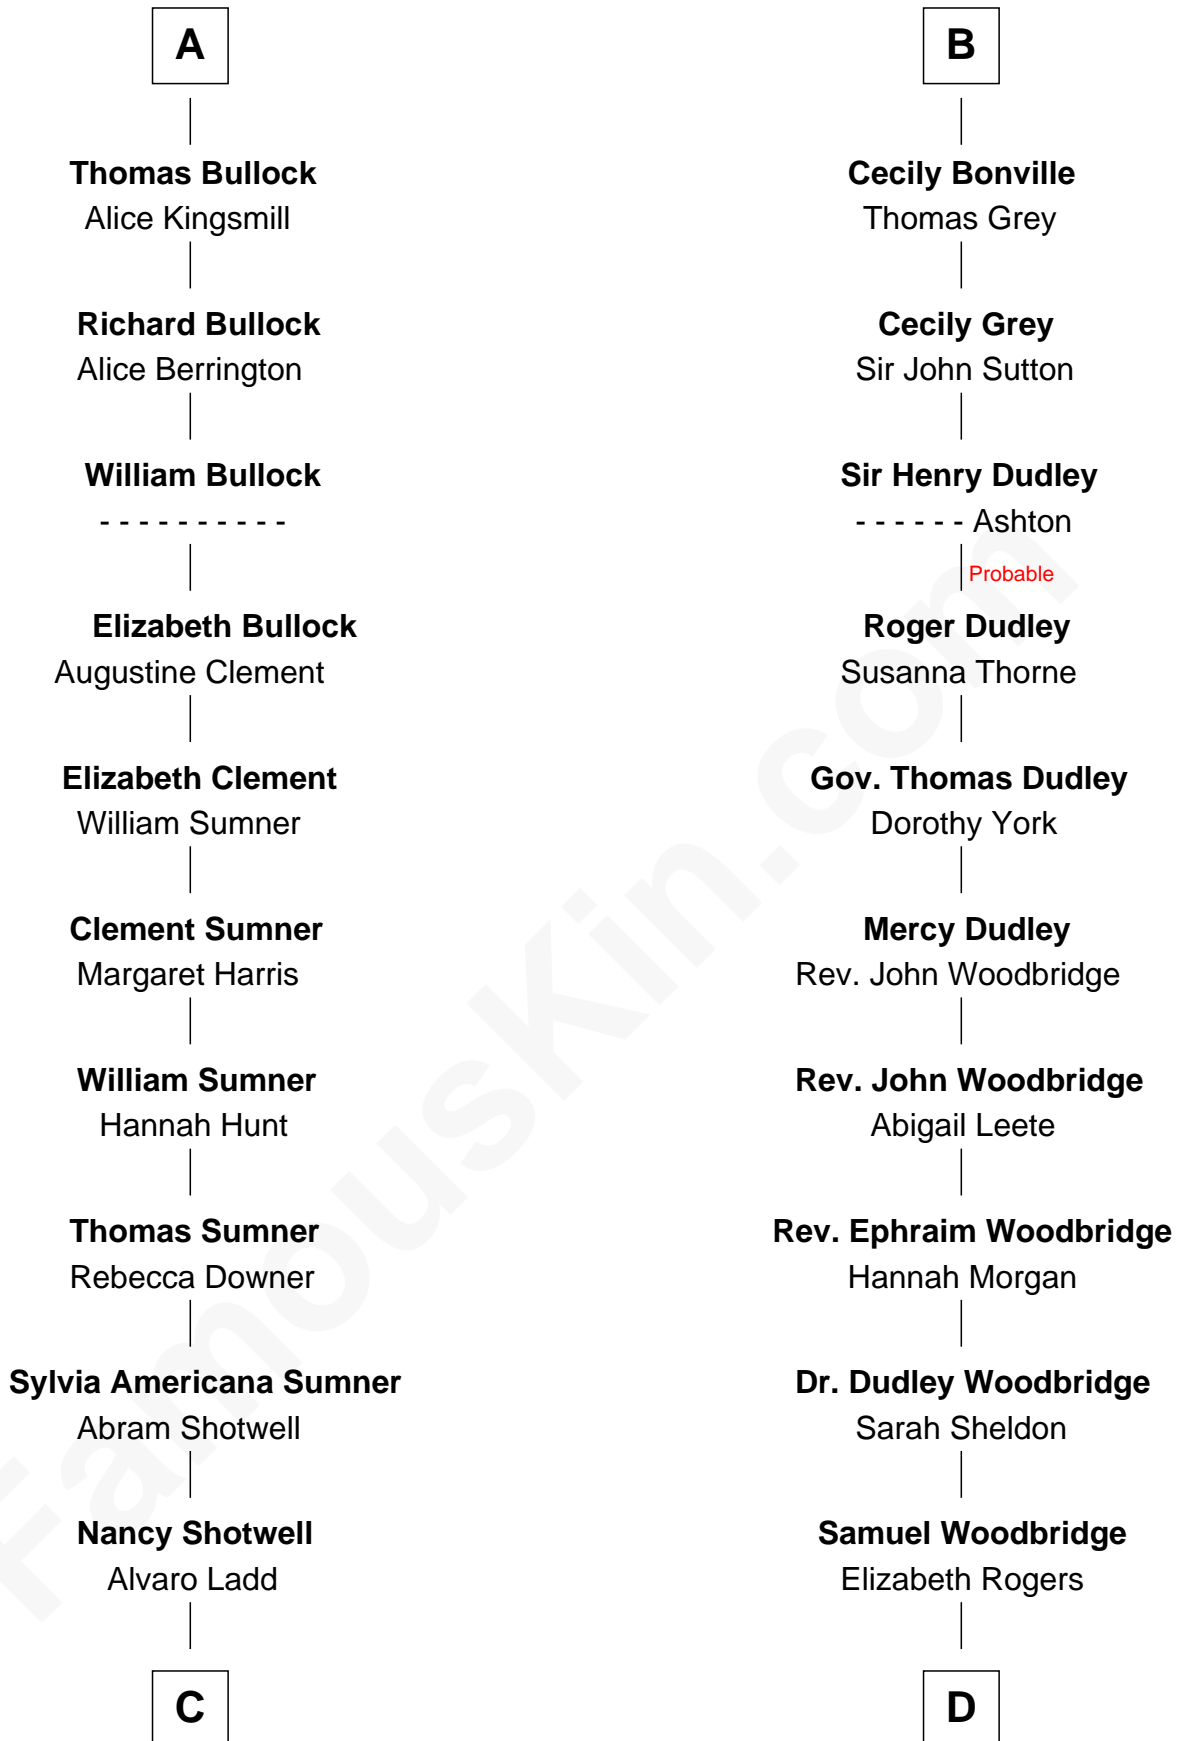 A
Thomas Bullock
Alice Kingsmill
Richard Bullock
Alice Berrington
William Bullock
- - - - - - - - - -
Elizabeth Bullock
Augustine Clement
Elizabeth Clement
William Sumner
Clement Sumner
Margaret Harris
William Sumner
Hannah Hunt
Thomas Sumner
Rebecca Downer
Sylvia Americana Sumner
Abram Shotwell
Nancy Shotwell
Alvaro Ladd
C
B
Cecily Bonville
Thomas Grey
Cecily Grey
Sir John Sutton
Sir Henry Dudley
- - - - - - Ashton
Probable
Roger Dudley
Susanna Thorne
Gov. Thomas Dudley
Dorothy York
Mercy Dudley
Rev. John Woodbridge
Rev. John Woodbridge
Abigail Leete
Rev. Ephraim Woodbridge
Hannah Morgan
Dr. Dudley Woodbridge
Sarah Sheldon
Samuel Woodbridge
Elizabeth Rogers
D
FamousKin.com